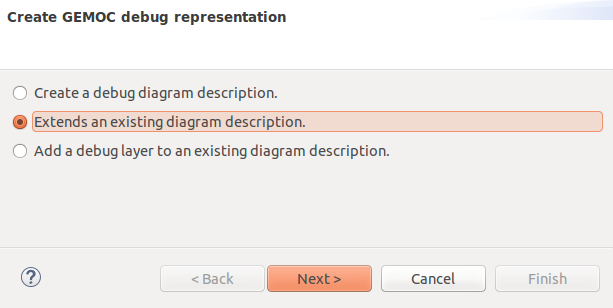 Create GEMOC debug representation
Create a debug diagram description.
Extends an existing diagram description.
Add a debug layer to an existing diagram description.
?
< Back
Next >
Cancel
Finish